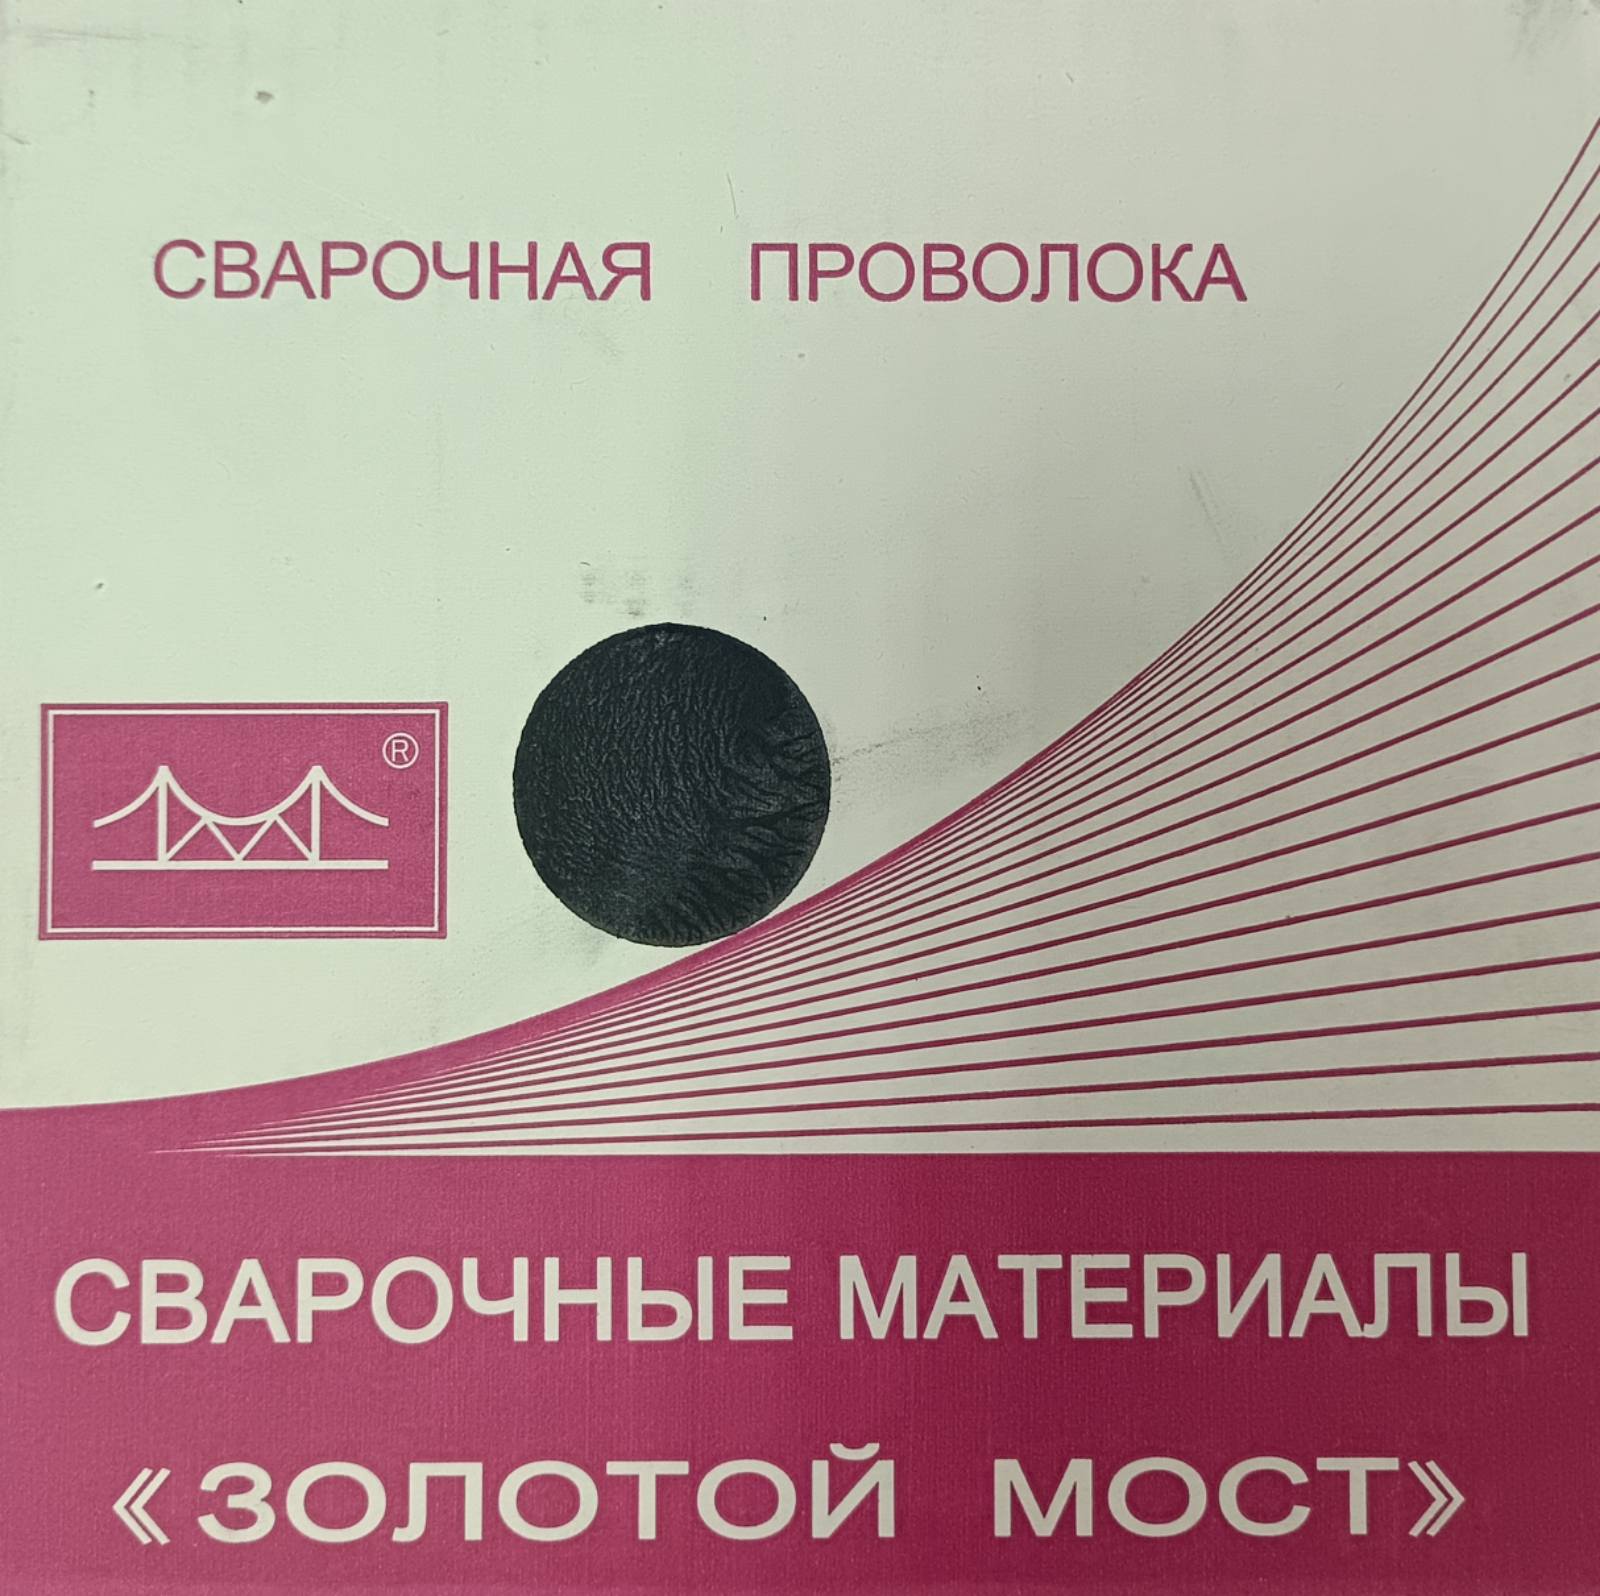 СВАРОЧНАЯ ПРОВОЛОКА
®
СВАРОЧНЫЕ МАТЕРИАЛЫ
《ЗОЛОТОЙ МОСТ》